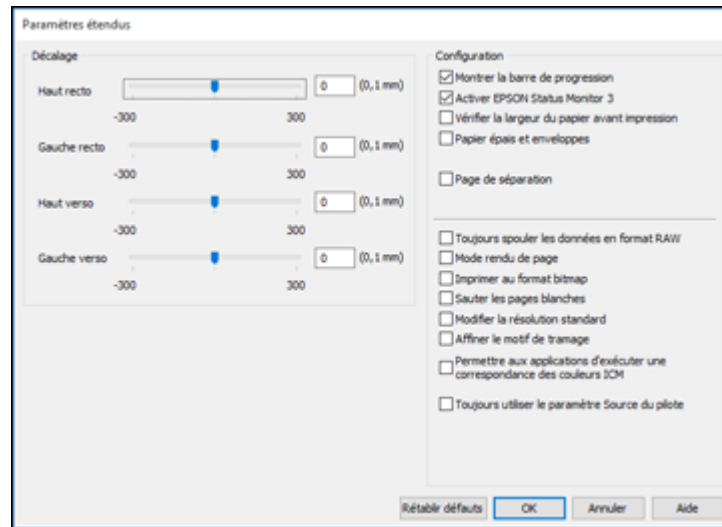 Paramètres étendus
Décalage
Haut recto
0
(0,1 mm)
-300
300
Gauche recto
0
(0,1 mm)
-300
300
Haut verso
0
(0,1 mm)
-300
300
Gauche verso
0
(0,1 mm)
-300
300
Configuration
Montrer la barre de progression
Activer EPSON Status Monitor 3
Vérifier la largeur du papier avant impression
Papier épais et enveloppes
Page de séparation
Toujours spouler les données en format RAW
Mode rendu de page
Imprimer au format bitmap
Sauter les pages blanches
Modifier la résolution standard
Affiner le motif de tramage
Permettre aux applications d'exécuter une
correspondance des couleurs ICM
Toujours utiliser le paramètre Source du pilote
Rétablir défauts
OK
Annuler
Aide